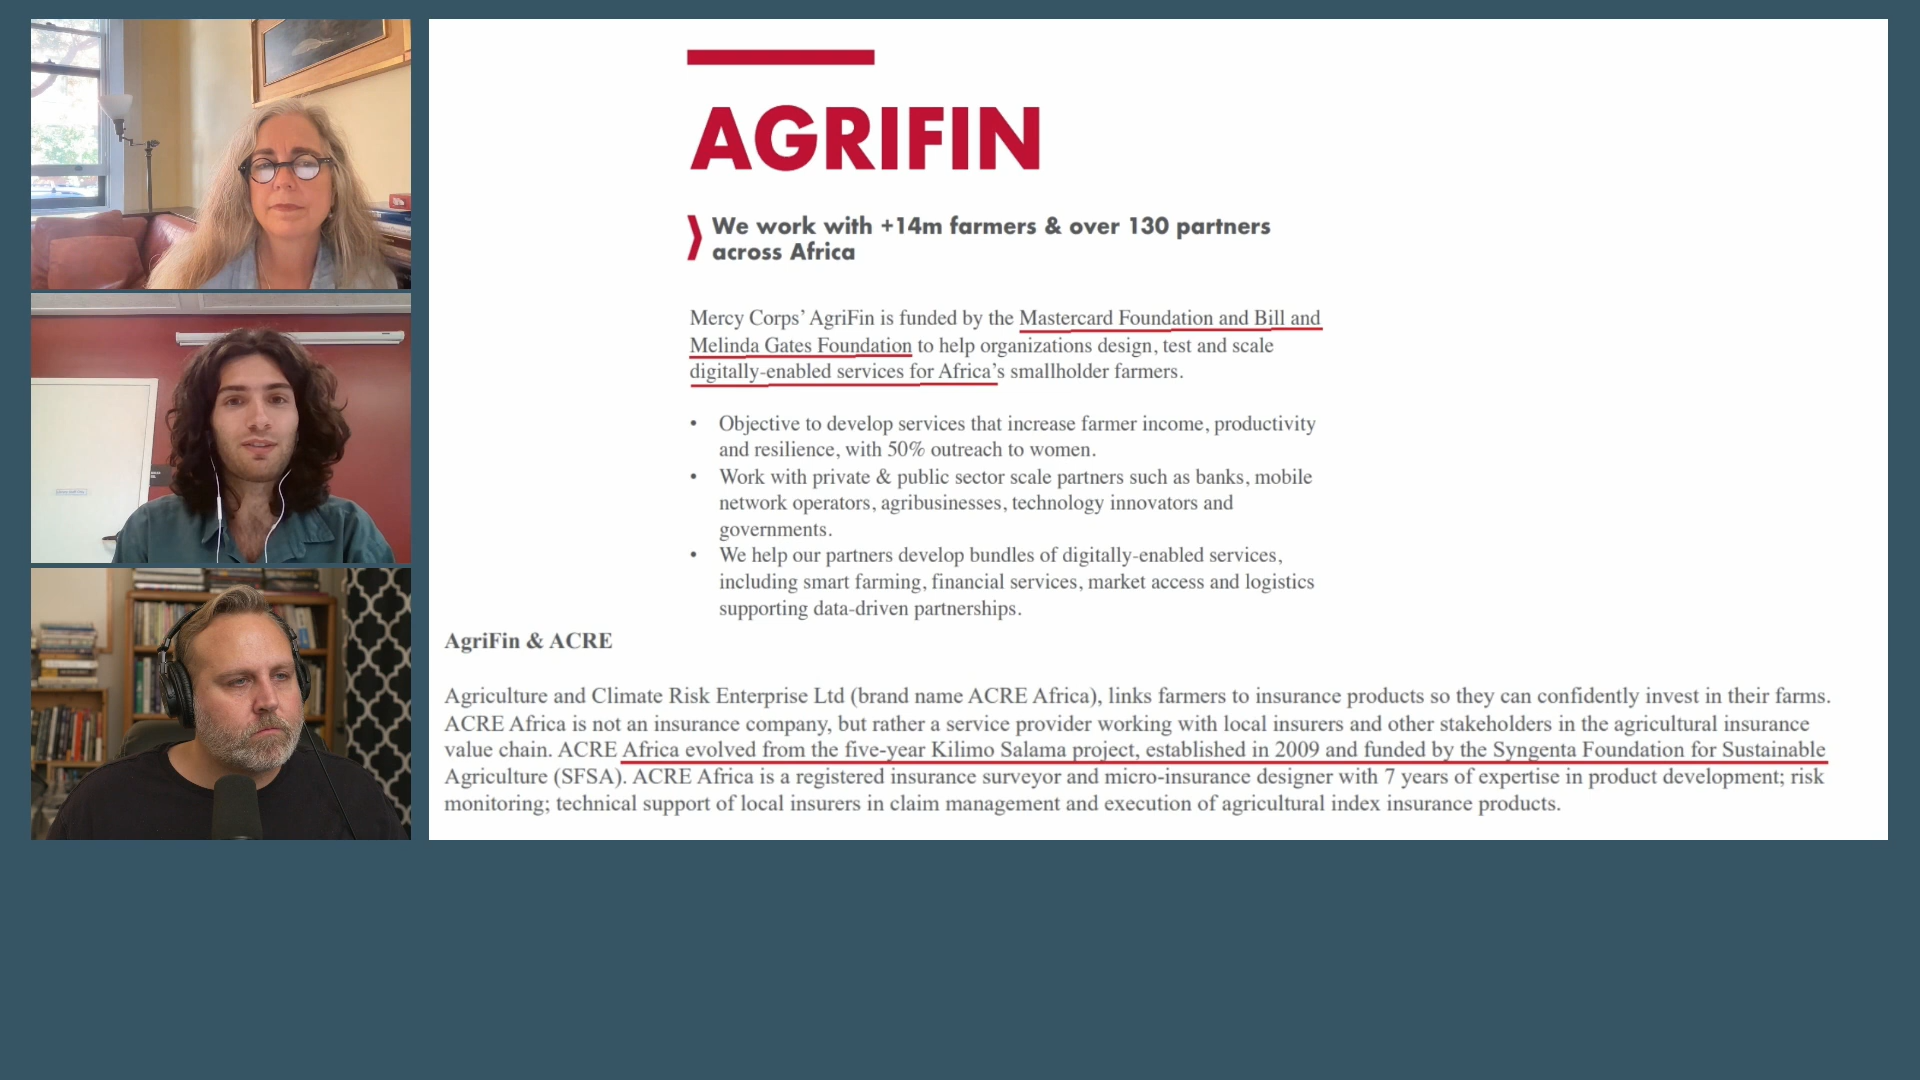 AGRIFIN
We work with +14m farmers & over 130 partners
across Africa
Mercy Corps' AgriFin is funded by the Mastercard Foundation and Bill and
Melinda Gates Foundation to help organizations design, test and scale
digitally-enabled services for Africa's smallholder farmers.
• Objective to develop services that increase farmer income, productivity
and resilience, with 50% outreach to women.
• Work with private & public sector scale partners such as banks, mobile
network operators, agribusinesses, technology innovators and
governments.
• We help our partners develop bundles of digitally-enabled services,
including smart farming, financial services, market access and logistics
supporting data-driven partnerships.
AgriFin & ACRE
Agriculture and Climate Risk Enterprise Ltd (brand name ACRE Africa), links farmers to insurance products so they can confidently invest in their farms.
ACRE Africa is not an insurance company, but rather a service provider working with local insurers and other stakeholders in the agricultural insurance
value chain. ACRE Africa evolved from the five-year Kilimo Salama project, established in 2009 and funded by the Syngenta Foundation for Sustainable
Agriculture (SFSA). ACRE Africa is a registered insurance surveyor and micro-insurance designer with 7 years of expertise in product development; risk
monitoring; technical support of local insurers in claim management and execution of agricultural index insurance products.